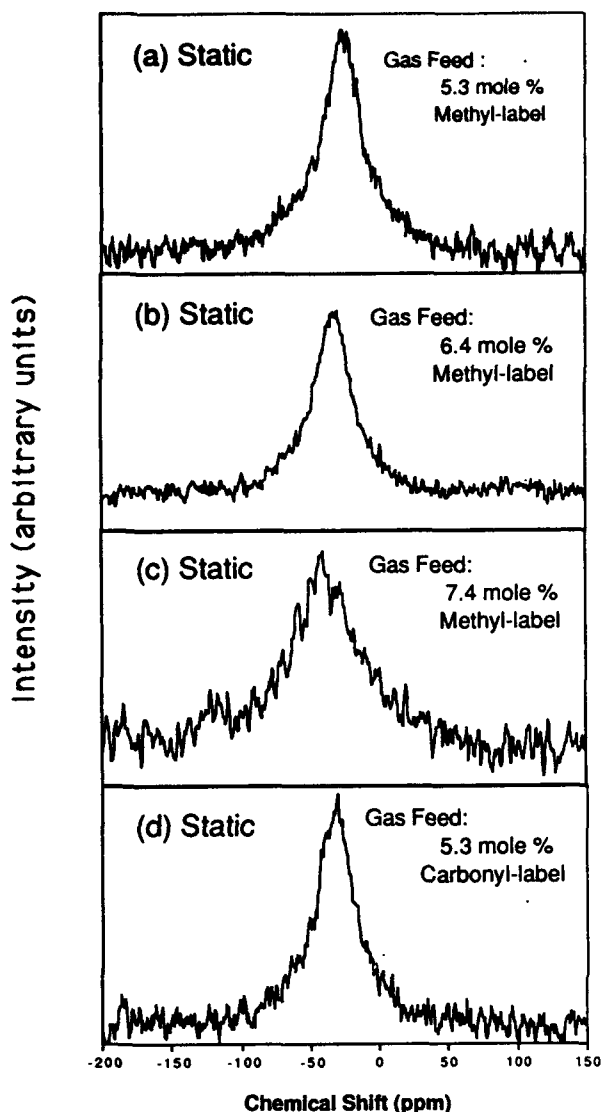 (a) Static
Gas Feed :
5.3 mole %
Methyl-label
(b) Static
Gas Feed:
6.4 mole %
Methyl-label
(c) Static
Gas Feed:
7.4 mole %
Methyl-label
(d) Static
Gas Feed:
5.3 mole %
Carbonyl-label
Intensity (arbitrary units)
-200 -150 -100 -50 0 50 100 150
Chemical Shift (ppm)